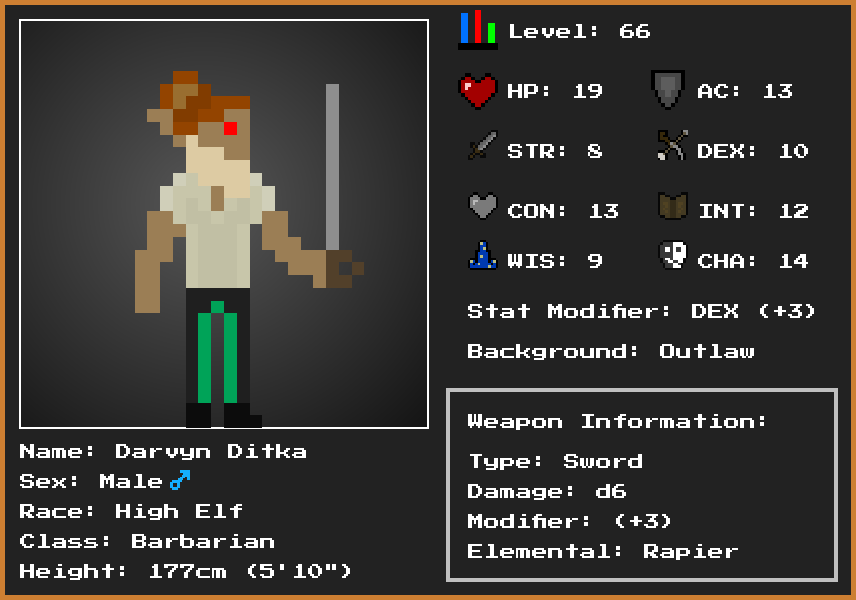 Level: 66
HP: 19
AC: 13
STR: 8
DEX: 10
CON: 13
INT: 12
WIS: 9
CHA: 14
Stat Modifier: DEX (+3)
Background: Outlaw
Weapon Information:
Type: Sword
Damage: d6
Modifier: (+3)
Elemental: Rapier
Name: Darvyn Ditka
Sex: Male♂
Race: High Elf
Class: Barbarian
Height: 177cm (5'10")